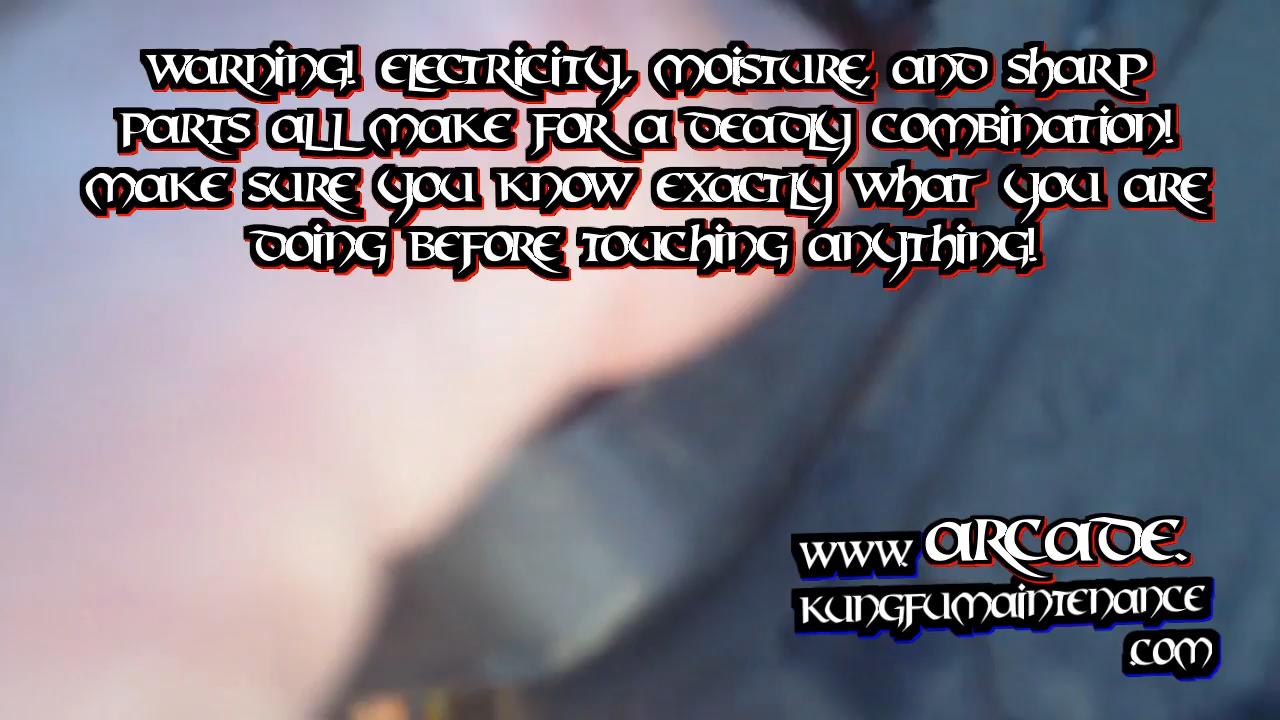 WARNING! ELECTRICITY, MOISTURE, AND SHARP
PARTS ALL MAKE FOR A DEADLY COMBINATION!
MAKE SURE YOU KNOW EXACTLY WHAT YOU ARE
DOING BEFORE TOUCHING ANYTHING!
WWW.ARCADE.
KUNGFUMAINTENANCE
.COM